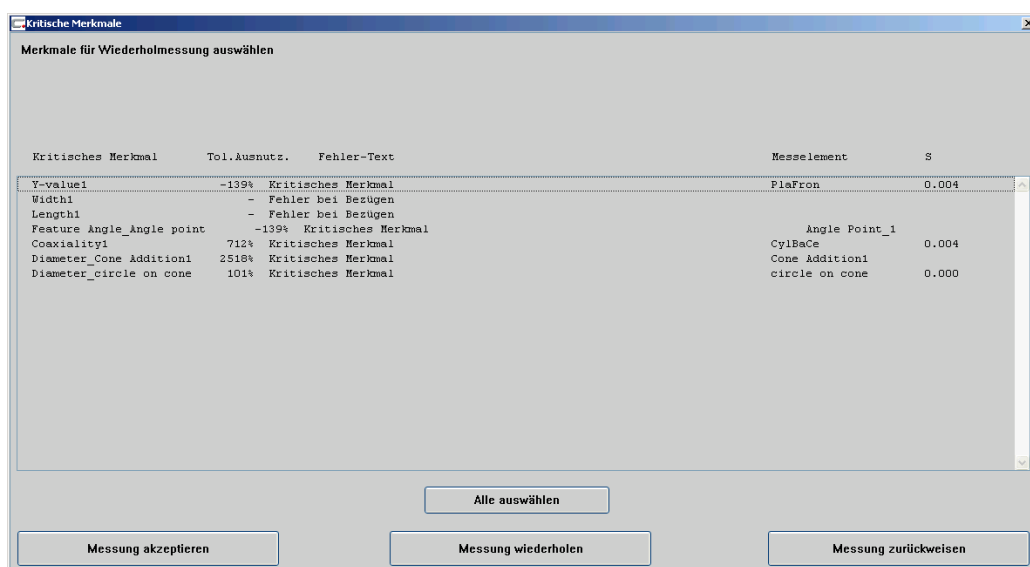 Kritische Merkmale
Merkmale für Wiederholmessung auswählen
Kritisches Merkmal Tol.Ausnutz. Fehler-Text Messelement S
Y-value1 -139% Kritisches Merkmal PlaFron 0.004
Width1 - Fehler bei Bezügen
Length1 - Fehler bei Bezügen
Feature Angle_Angle point -139% Kritisches Merkmal Angle Point_1
Coaxiality1 712% Kritisches Merkmal CylBaCe 0.004
Diameter_Cone Addition1 2518% Kritisches Merkmal Cone Addition1
Diameter_circle on cone 101% Kritisches Merkmal circle on cone 0.000
Alle auswählen
Messung akzeptieren Messung wiederholen Messung zurückweisen